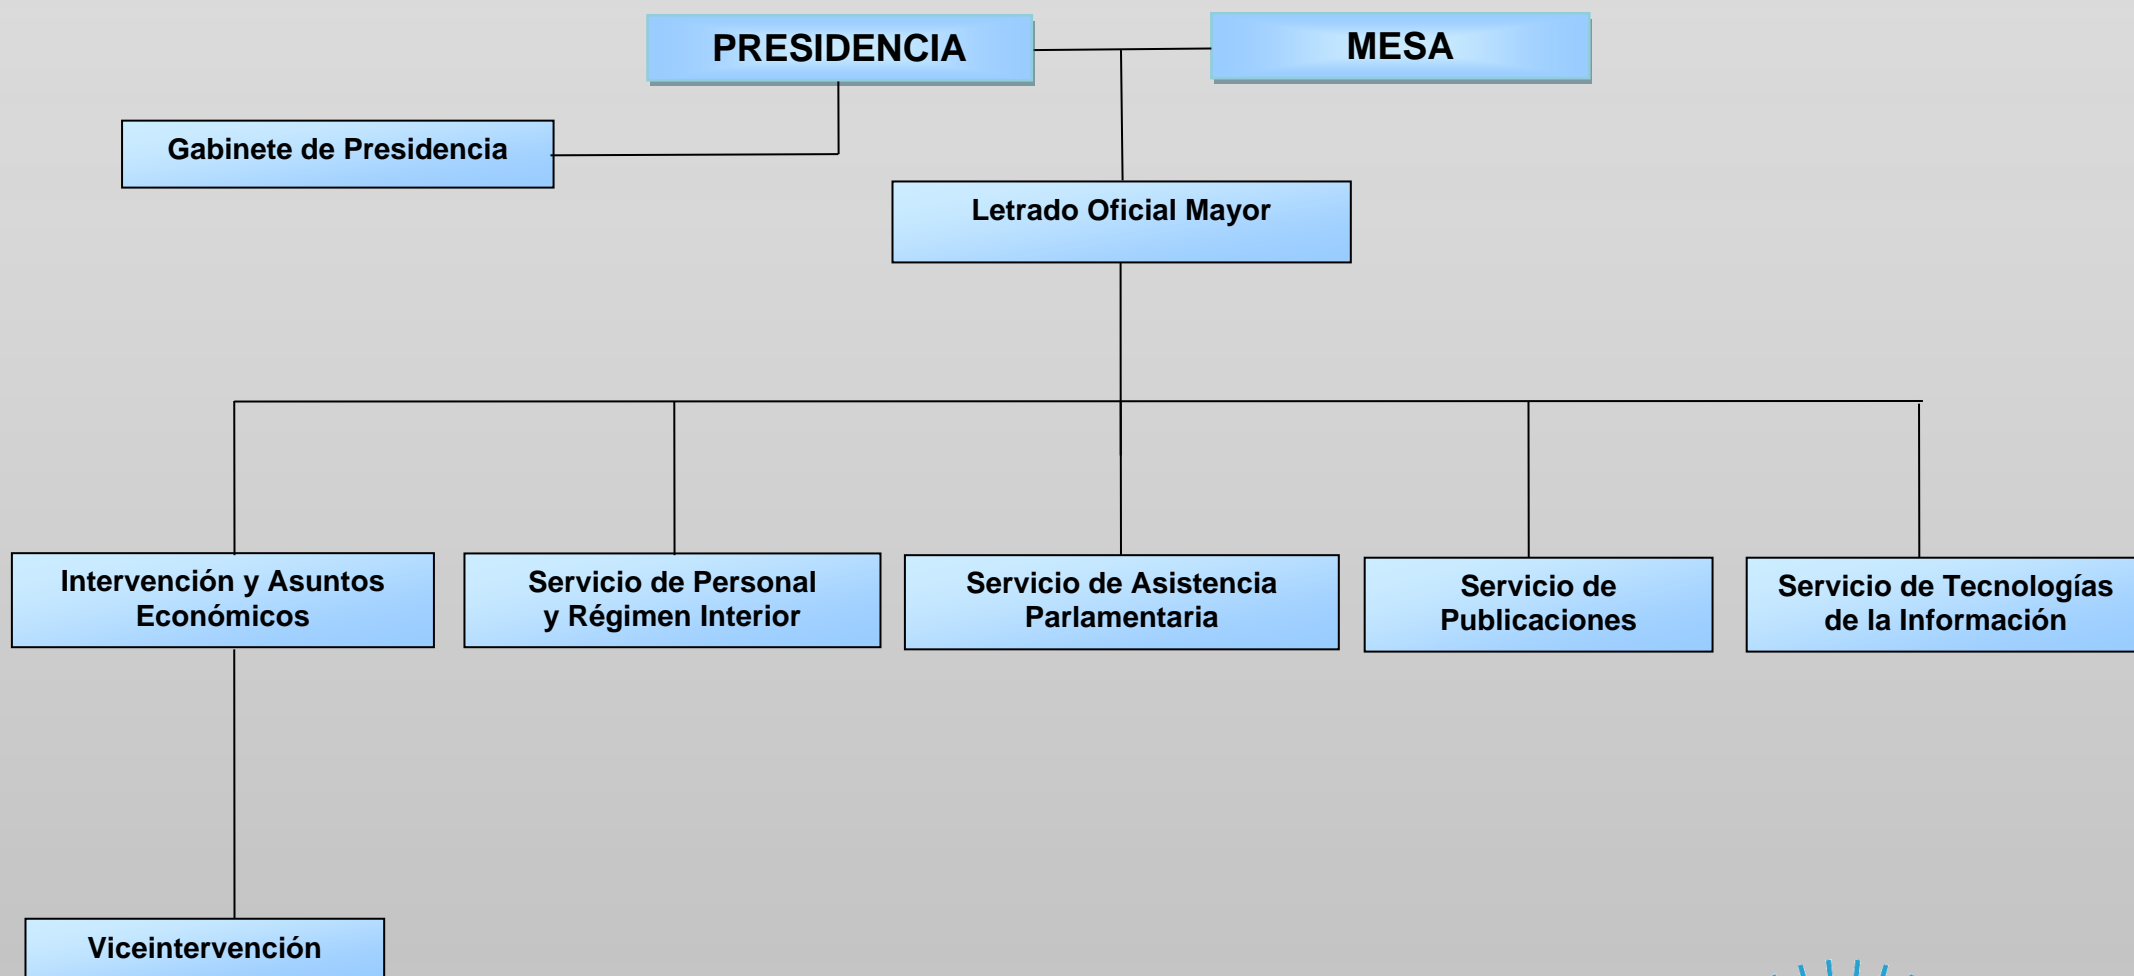 PRESIDENCIA
MESA
Gabinete de Presidencia
Letrado Oficial Mayor
Intervención y Asuntos
Económicos
Servicio de Personal
y Régimen Interior
Servicio de Asistencia
Parlamentaria
Servicio de
Publicaciones
Servicio de Tecnologías
de la Información
Viceintervención